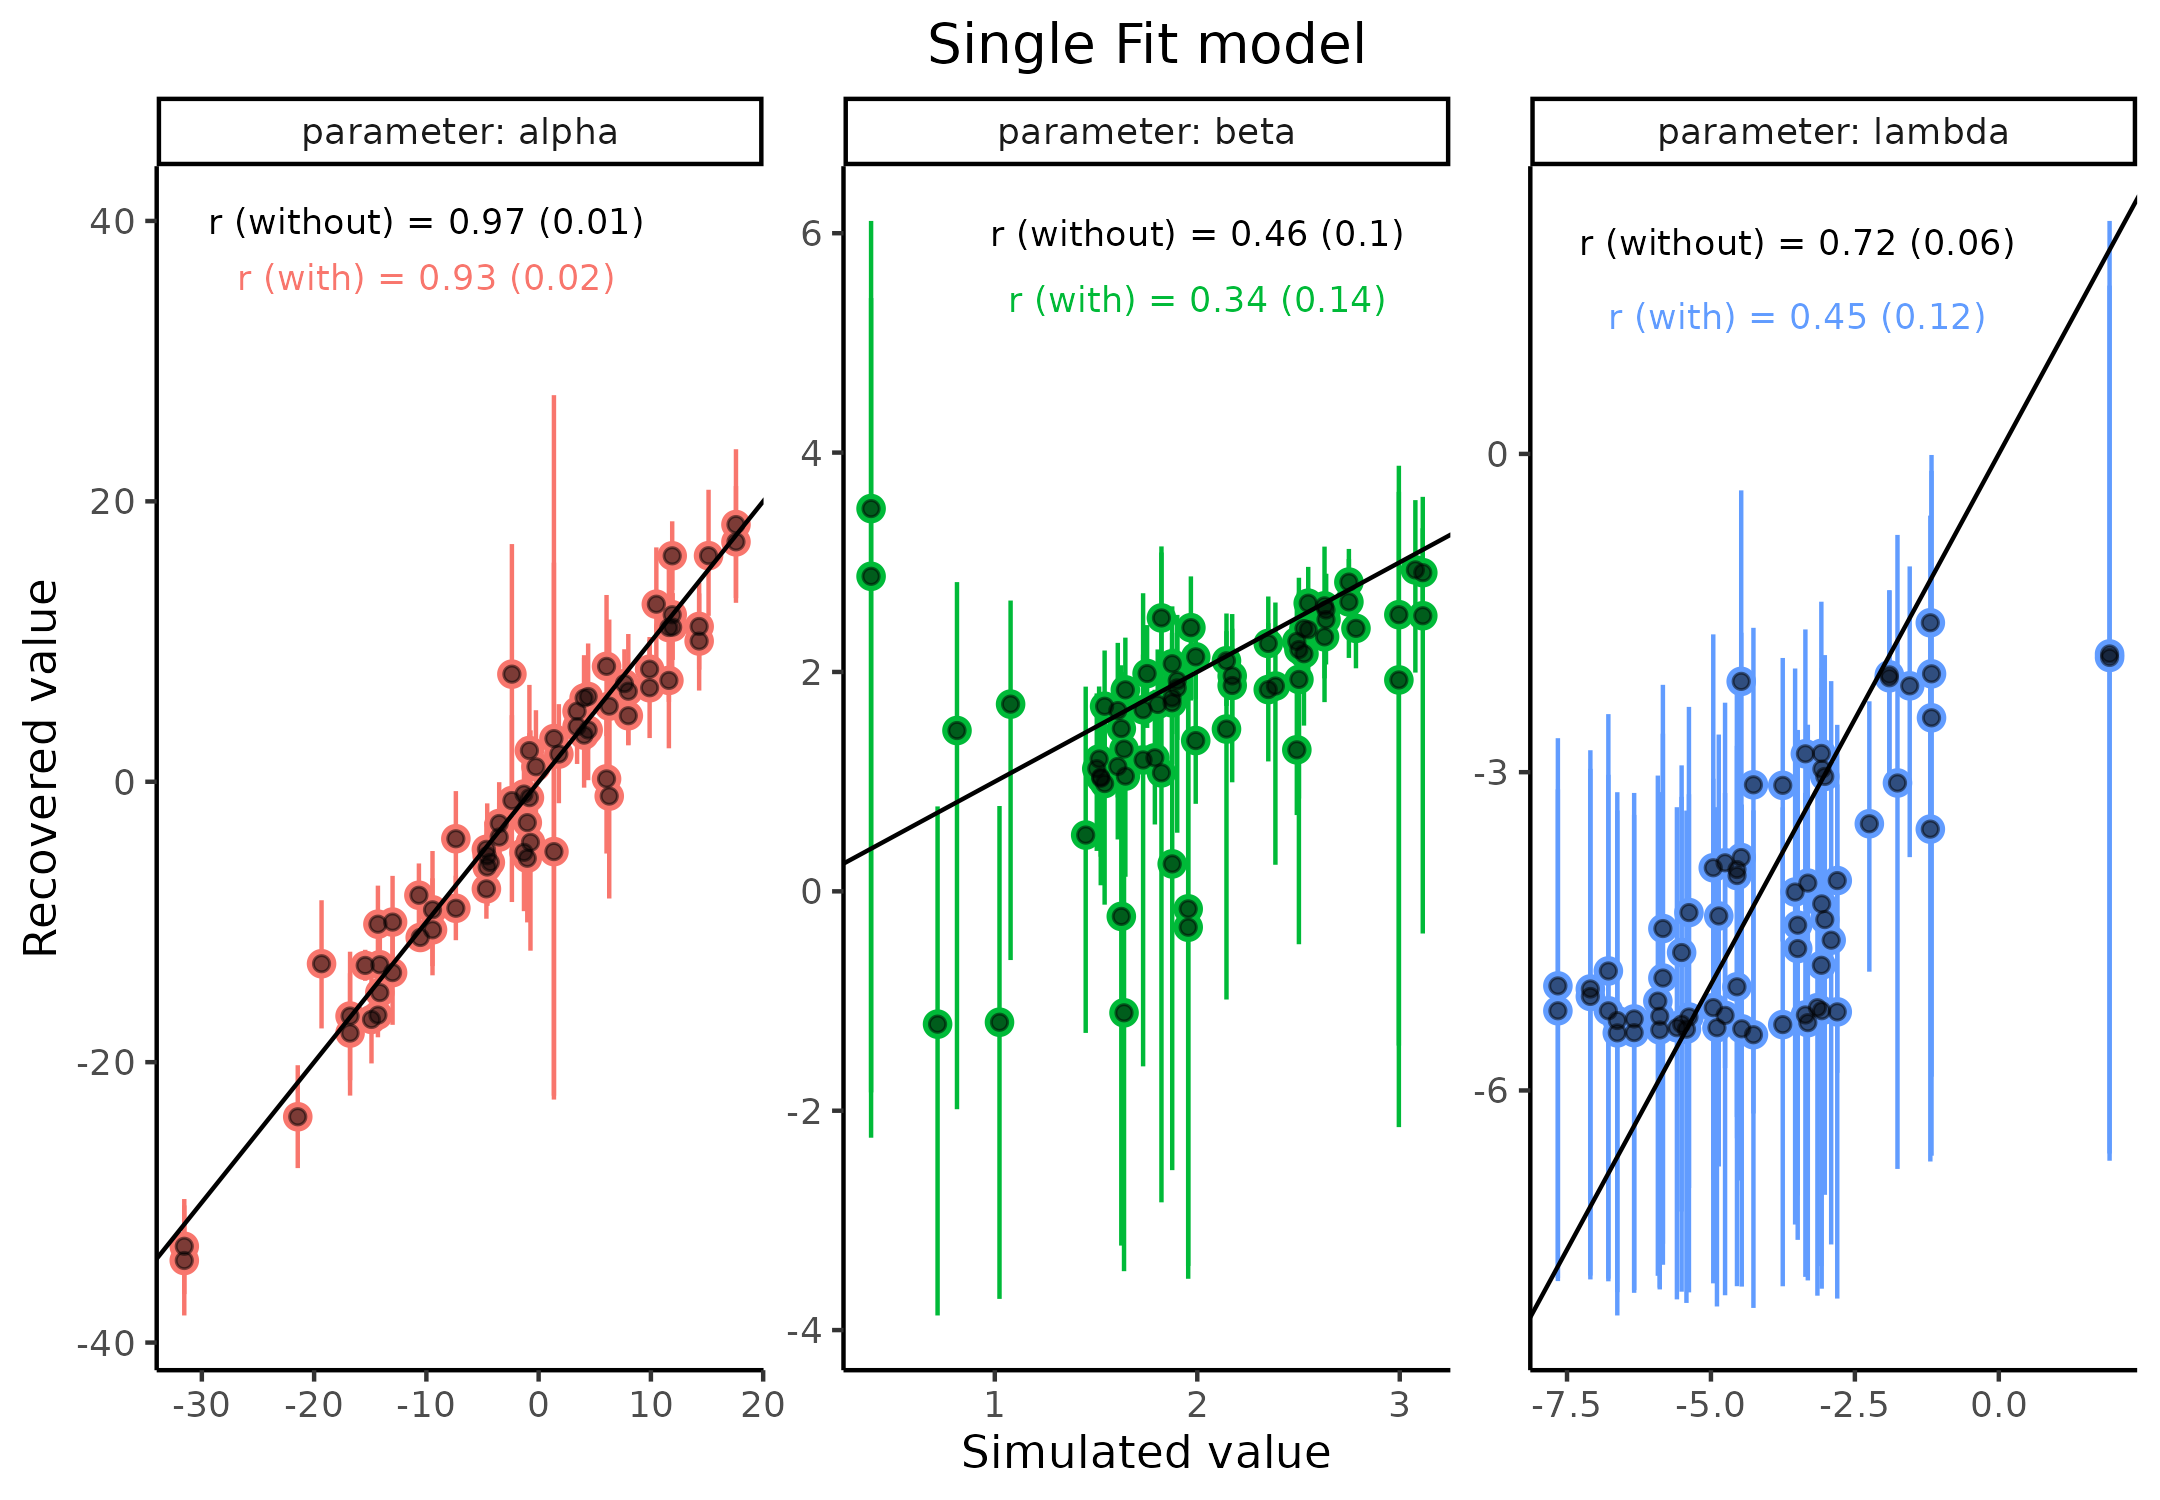 Single Fit model
parameter: alpha
parameter: beta
parameter: lambda
r (without) = 0.97 (0.01)
r (with) = 0.93 (0.02)
r (without) = 0.46 (0.1)
r (with) = 0.34 (0.14)
r (without) = 0.72 (0.06)
r (with) = 0.45 (0.12)
Recovered value
40
20
0
-20
-40
6
4
2
0
-2
-4
0
-3
-6
-30 -20 -10 0 10 20
1 2 3
-7.5 -5.0 -2.5 0.0
Simulated value